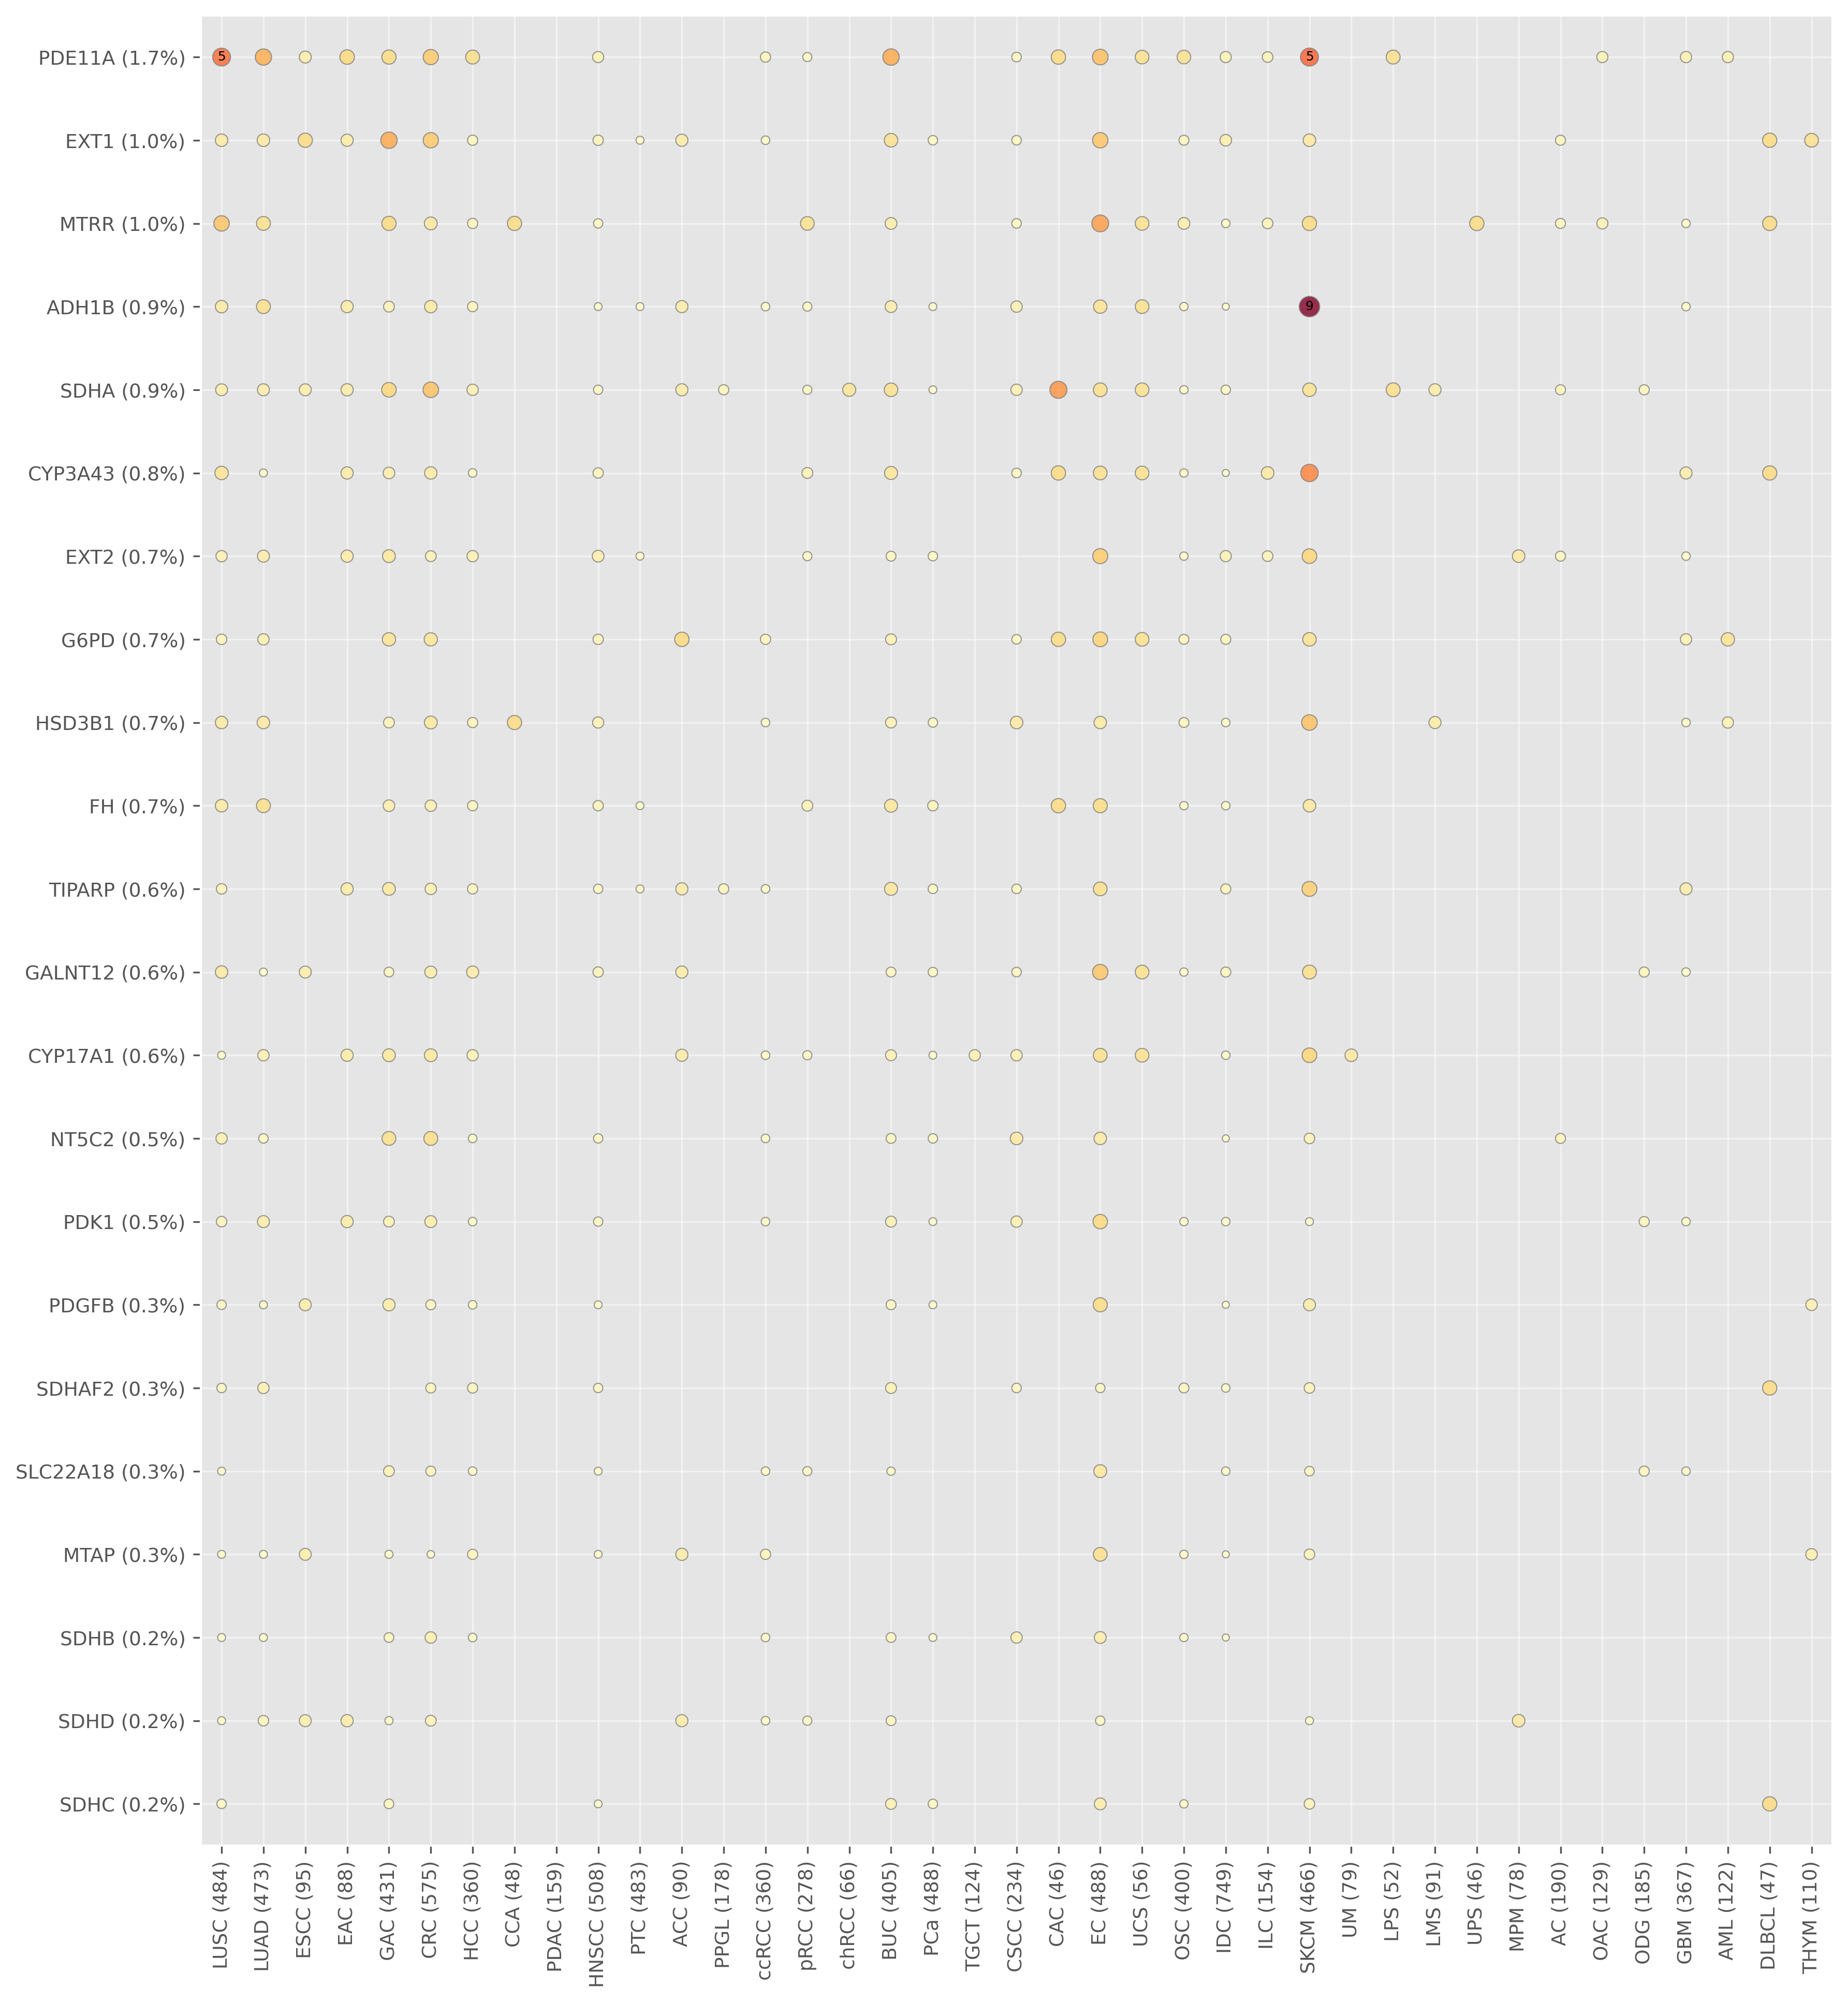 PDE11A (1.7%)
5
5
EXT1 (1.0%)
MTRR (1.0%)
ADH1B (0.9%)
9
SDHA (0.9%)
CYP3A43 (0.8%)
EXT2 (0.7%)
G6PD (0.7%)
HSD3B1 (0.7%)
FH (0.7%)
TIPARP (0.6%)
GALNT12 (0.6%)
CYP17A1 (0.6%)
NT5C2 (0.5%)
PDK1 (0.5%)
PDGFB (0.3%)
SDHAF2 (0.3%)
SLC22A18 (0.3%)
MTAP (0.3%)
SDHB (0.2%)
SDHD (0.2%)
SDHC (0.2%)
LUSC (484)
LUAD (473)
ESCC (95)
EAC (88)
GAC (431)
CRC (575)
HCC (360)
CCA (48)
PDAC (159)
HNSCC (508)
PTC (483)
ACC (90)
PPGL (178)
ccRCC (360)
pRCC (278)
chRCC (66)
BUC (405)
PCa (488)
TGCT (124)
CSCC (234)
CAC (46)
EC (488)
UCS (56)
OSC (400)
IDC (749)
ILC (154)
SKCM (466)
UM (79)
LPS (52)
LMS (91)
UPS (46)
MPM (78)
AC (190)
OAC (129)
ODG (185)
GBM (367)
AML (122)
DLBCL (47)
THYM (110)